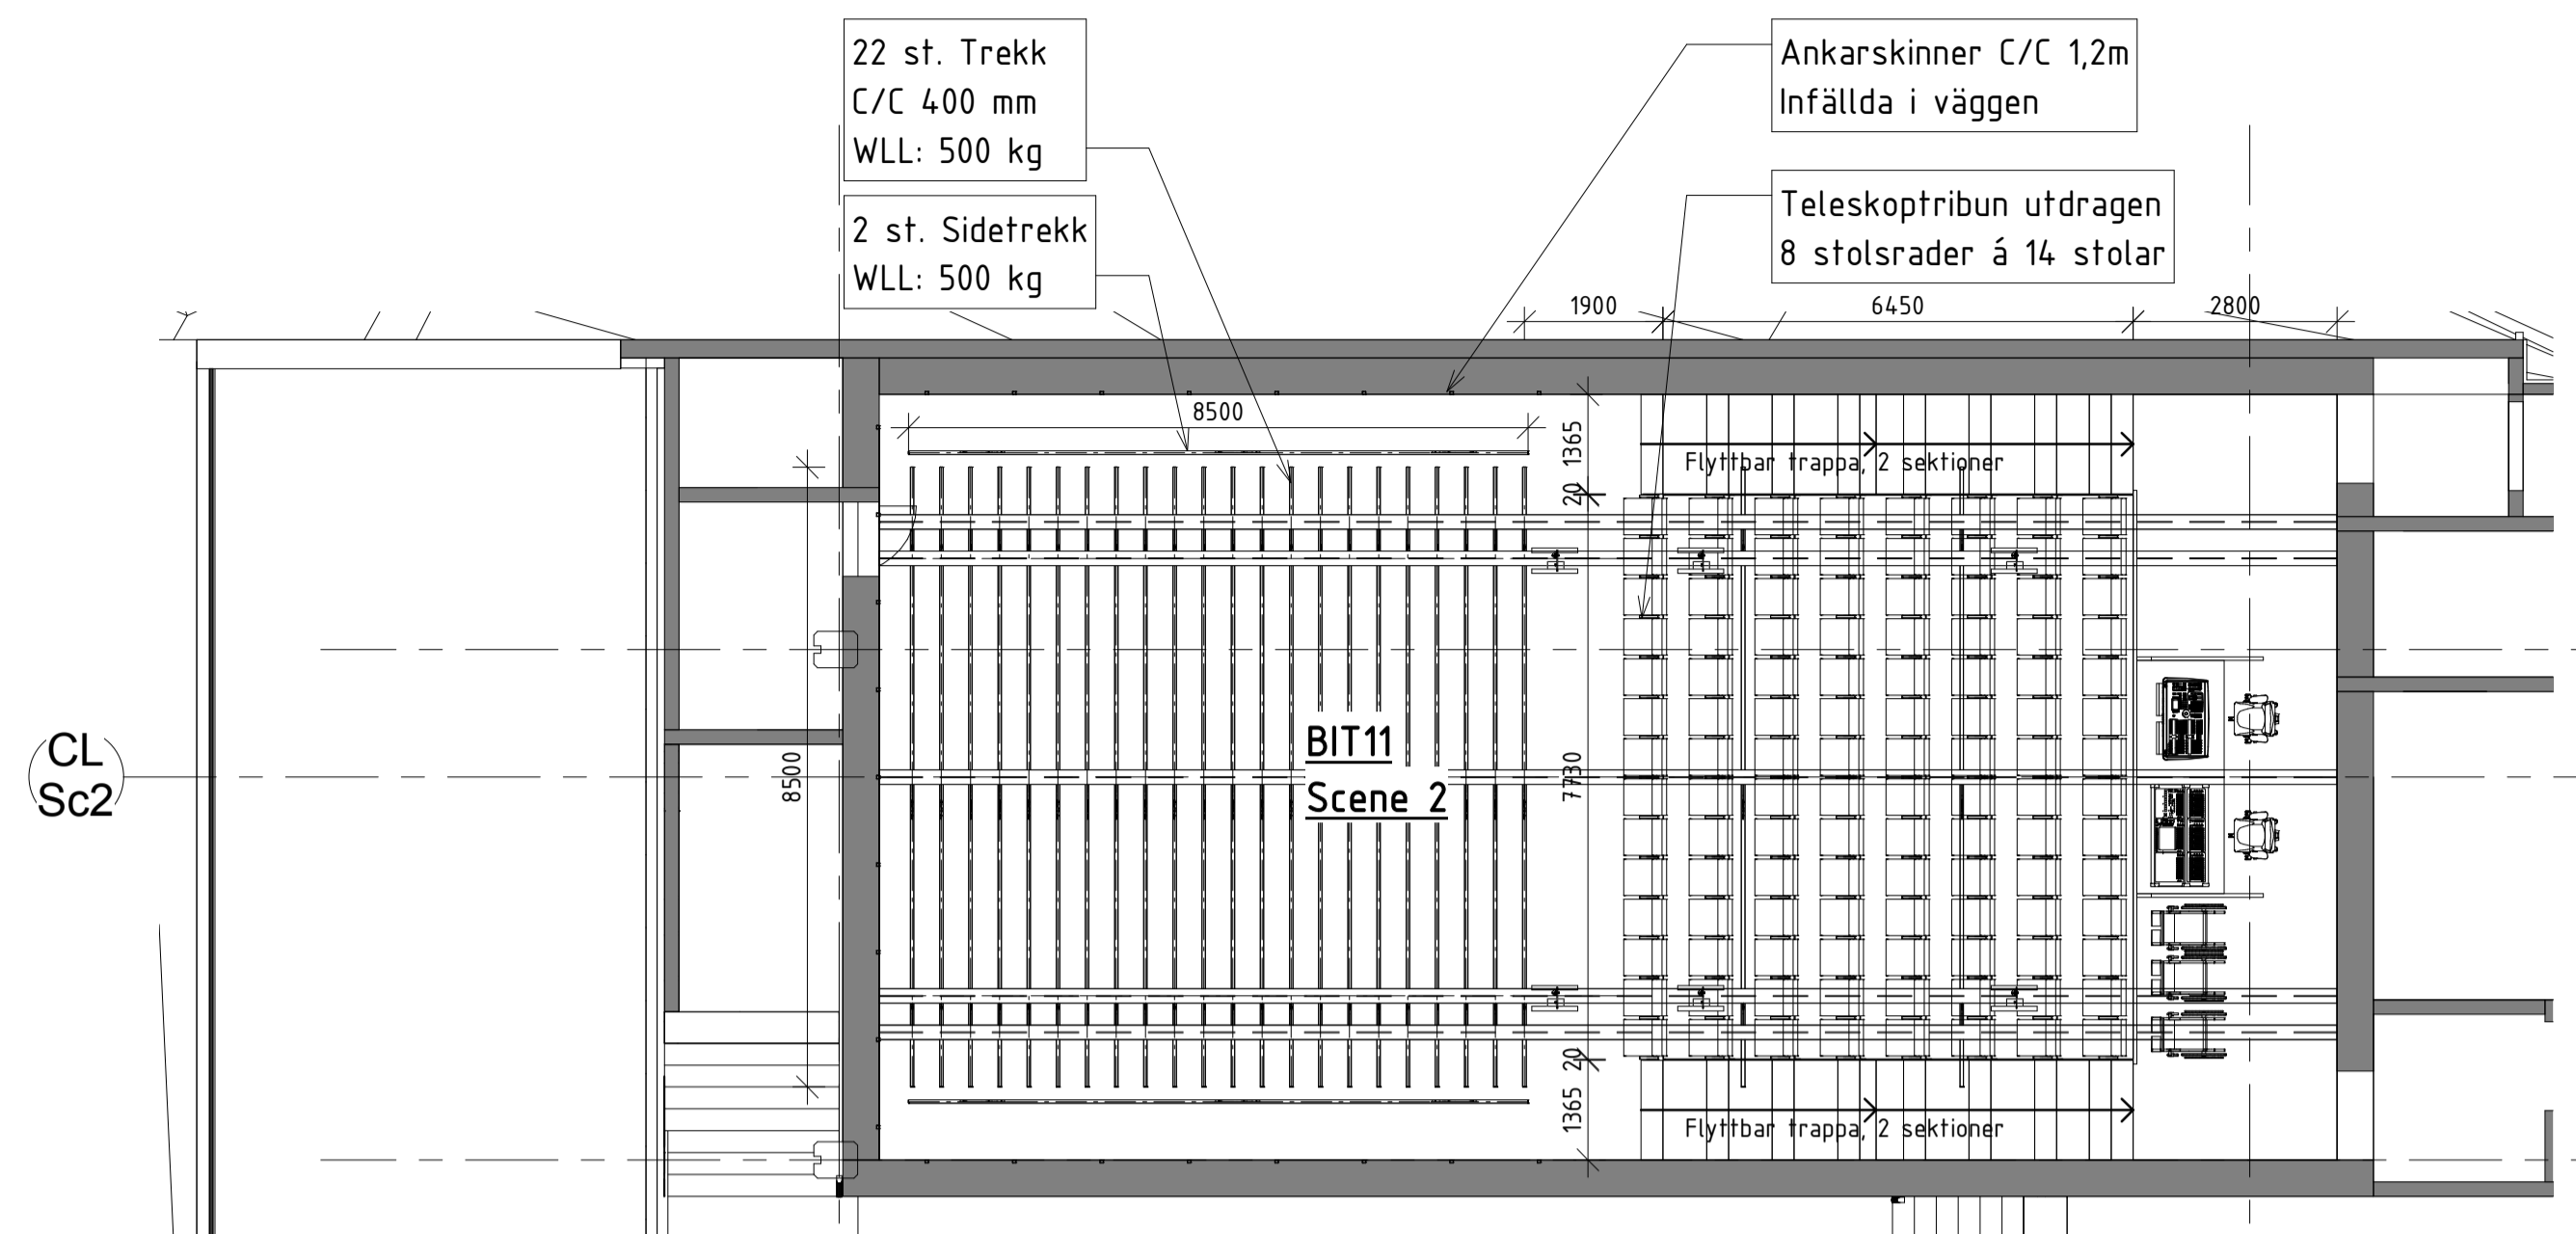 22 st. Trekk
C/C 400 mm
WLL: 500 kg
2 st. Sidetrekk
WLL: 500 kg
Ankarskinner C/C 1,2m
Infällda i väggen
Teleskoptribun utdragen
8 stolsrader á 14 stolar
1900
6450
2800
8500
1365
20
Flyttbar trappa, 2 sektioner
BIT11
Scene 2
8500
7730
CL
Sc2
20
1365
Flyttbar trappa, 2 sektioner